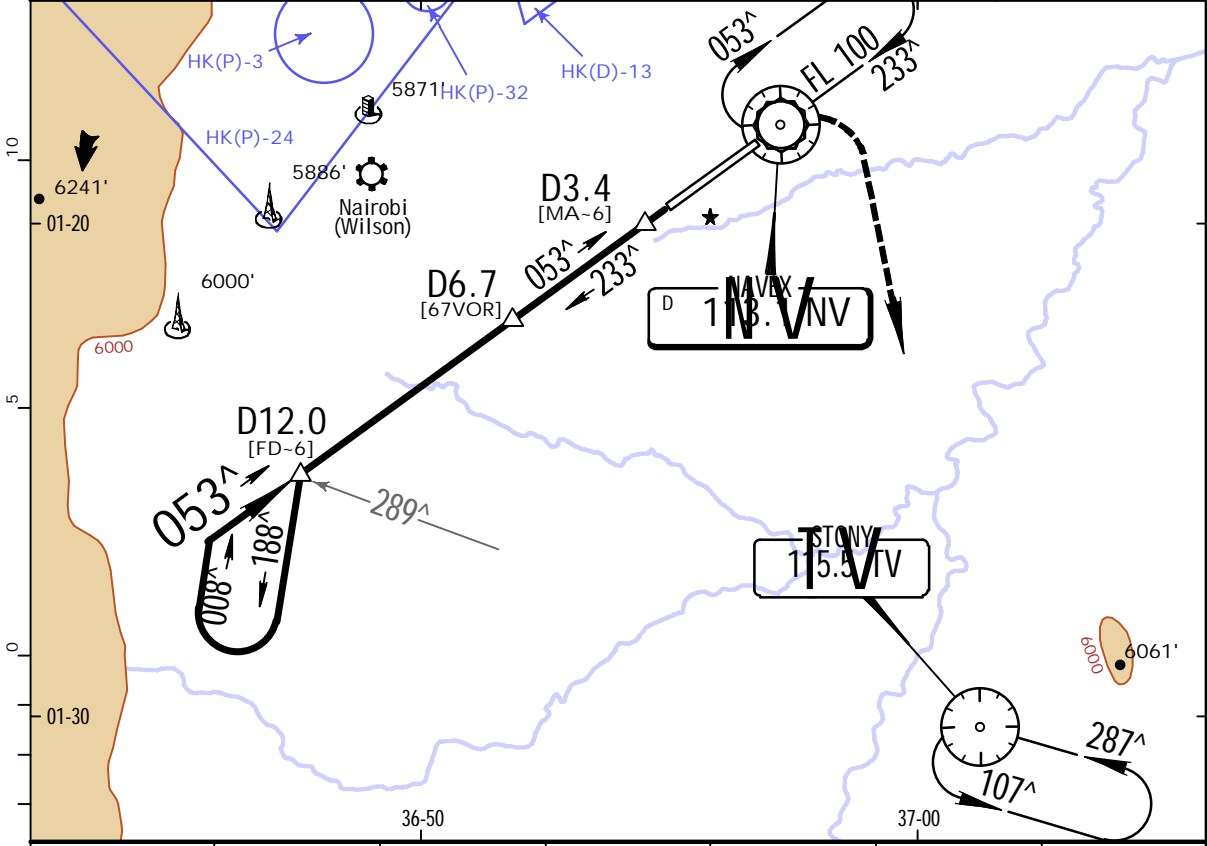 053^
FL 100
233^
HK(P)-3
HK(P)-32
HK(D)-13
5871'
HK(P)-24
10
5886'
6241'
Nairobi
(Wilson)
D3.4
[MA~6]
01-20
053^
233^
6000'
D6.7
[67VOR]
NAVEX
D 113.1 NV
NV
6000
5
D12.0
[FD~6]
053^
289^
188^
008^
STONY
115.5 TV
TV
0
6000
6061'
01-30
287^
107^
36-50
37-00